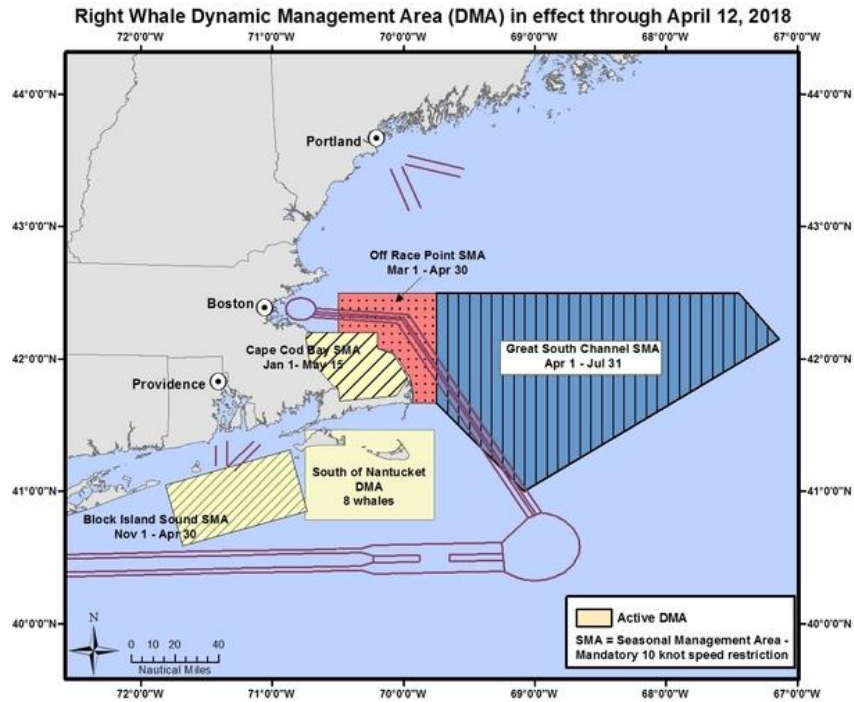 Right Whale Dynamic Management Area (DMA) in effect through April 12, 2018
72°0'0"W 71°0'0"W 70°0'0"W 69°0'0"W 68°0'0"W 67°0'0"W
44°0'0"N 44°0'0"N
Portland
43°0'0"N 43°0'0"N
Off Race Point SMA
Mar 1 - Apr 30
Boston
42°0'0"N 42°0'0"N
Cape Cod Bay SMA
Jan 1- May 15
Great South Channel SMA
Apr 1 - Jul 31
Providence
South of Nantucket
DMA
8 whales
41°0'0"N 41°0'0"N
Block Island Sound SMA
Nov 1 - Apr 30
40°0'0"N 40°0'0"N
N
0 10 20 40
Nautical Miles
Active DMA
SMA = Seasonal Management Area -
Mandatory 10 knot speed restriction
72°0'0"W 71°0'0"W 70°0'0"W 69°0'0"W 68°0'0"W 67°0'0"W